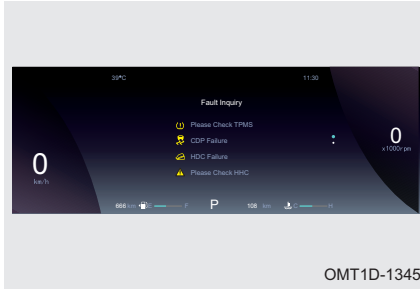 39°C 11:30
Fault Inquiry
Please Check TPMS
CDP Failure
HDC Failure
Please Check HHC
0 km/h
0 x1000rpm
666 km E F P 108 km C H
OMT1D-1345